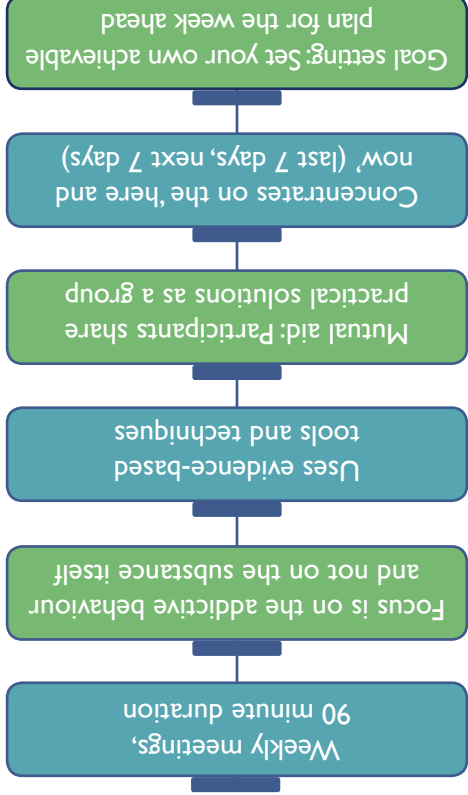 Weekly meetings,
90 minute duration
Focus is on the addictive behaviour
and not on the substance itself
Uses evidence-based
tools and techniques
Mutual aid: Participants share
practical solutions as a group
Concentrates on the ‘here and
now’ (last 7 days, next 7 days)
Goal setting: Set your own achievable
plan for the week ahead